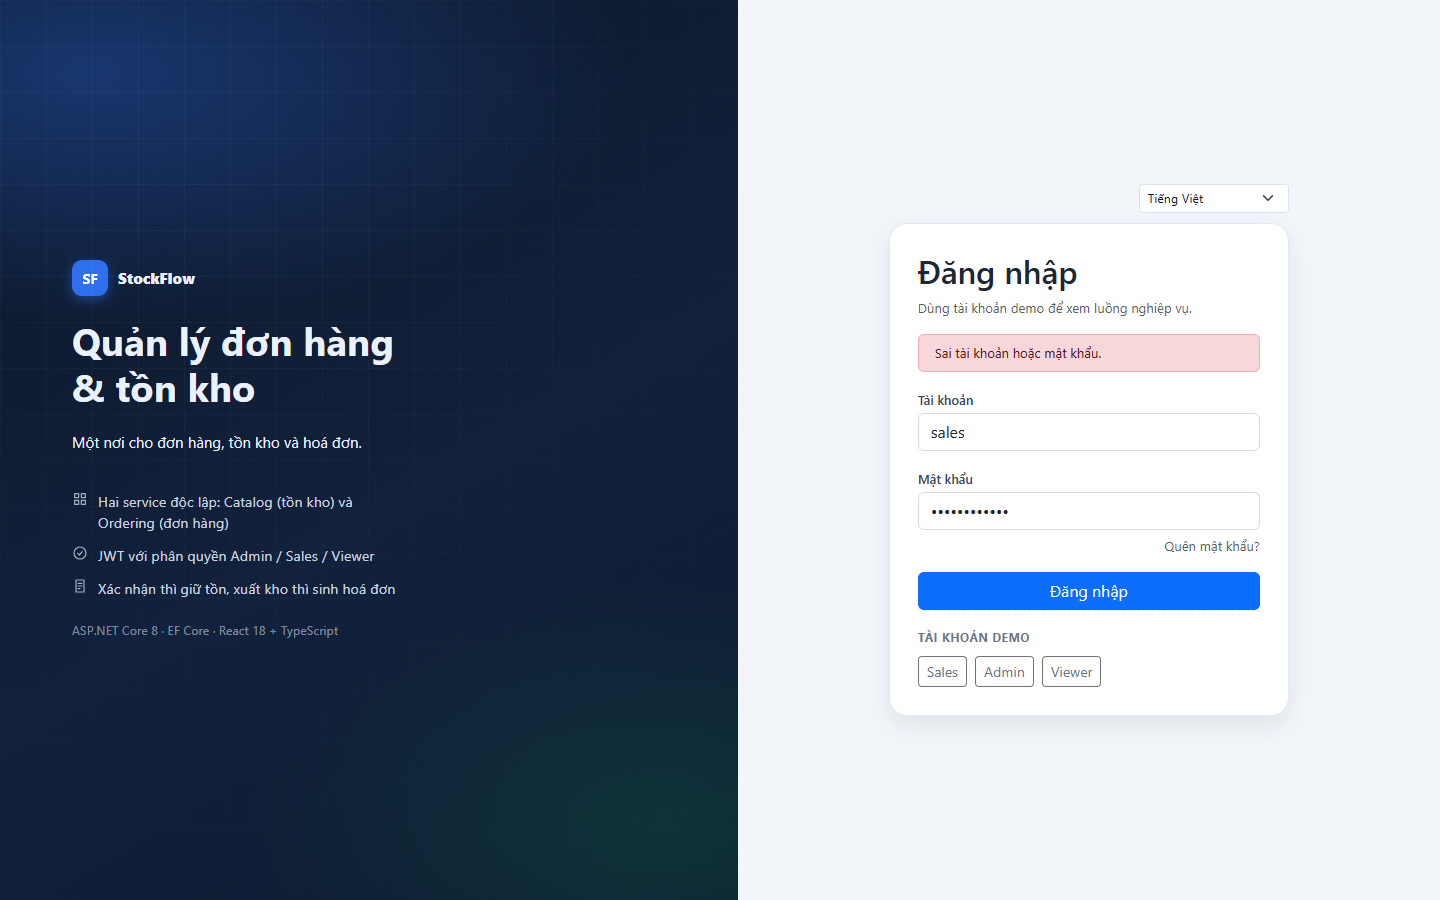 SF StockFlow
Quản lý đơn hàng
& tồn kho
Một nơi cho đơn hàng, tồn kho và hoá đơn.
Hai service độc lập: Catalog (tồn kho) và
Ordering (đơn hàng)
JWT với phân quyền Admin / Sales / Viewer
Xác nhận thì giữ tồn, xuất kho thì sinh hoá đơn
ASP.NET Core 8 · EF Core · React 18 + TypeScript
Tiếng Việt
Đăng nhập
Dùng tài khoản demo để xem luồng nghiệp vụ.
Sai tài khoản hoặc mật khẩu.
Tài khoản
sales
Mật khẩu
••••••••••••
Quên mật khẩu?
Đăng nhập
TÀI KHOẢN DEMO
Sales Admin Viewer